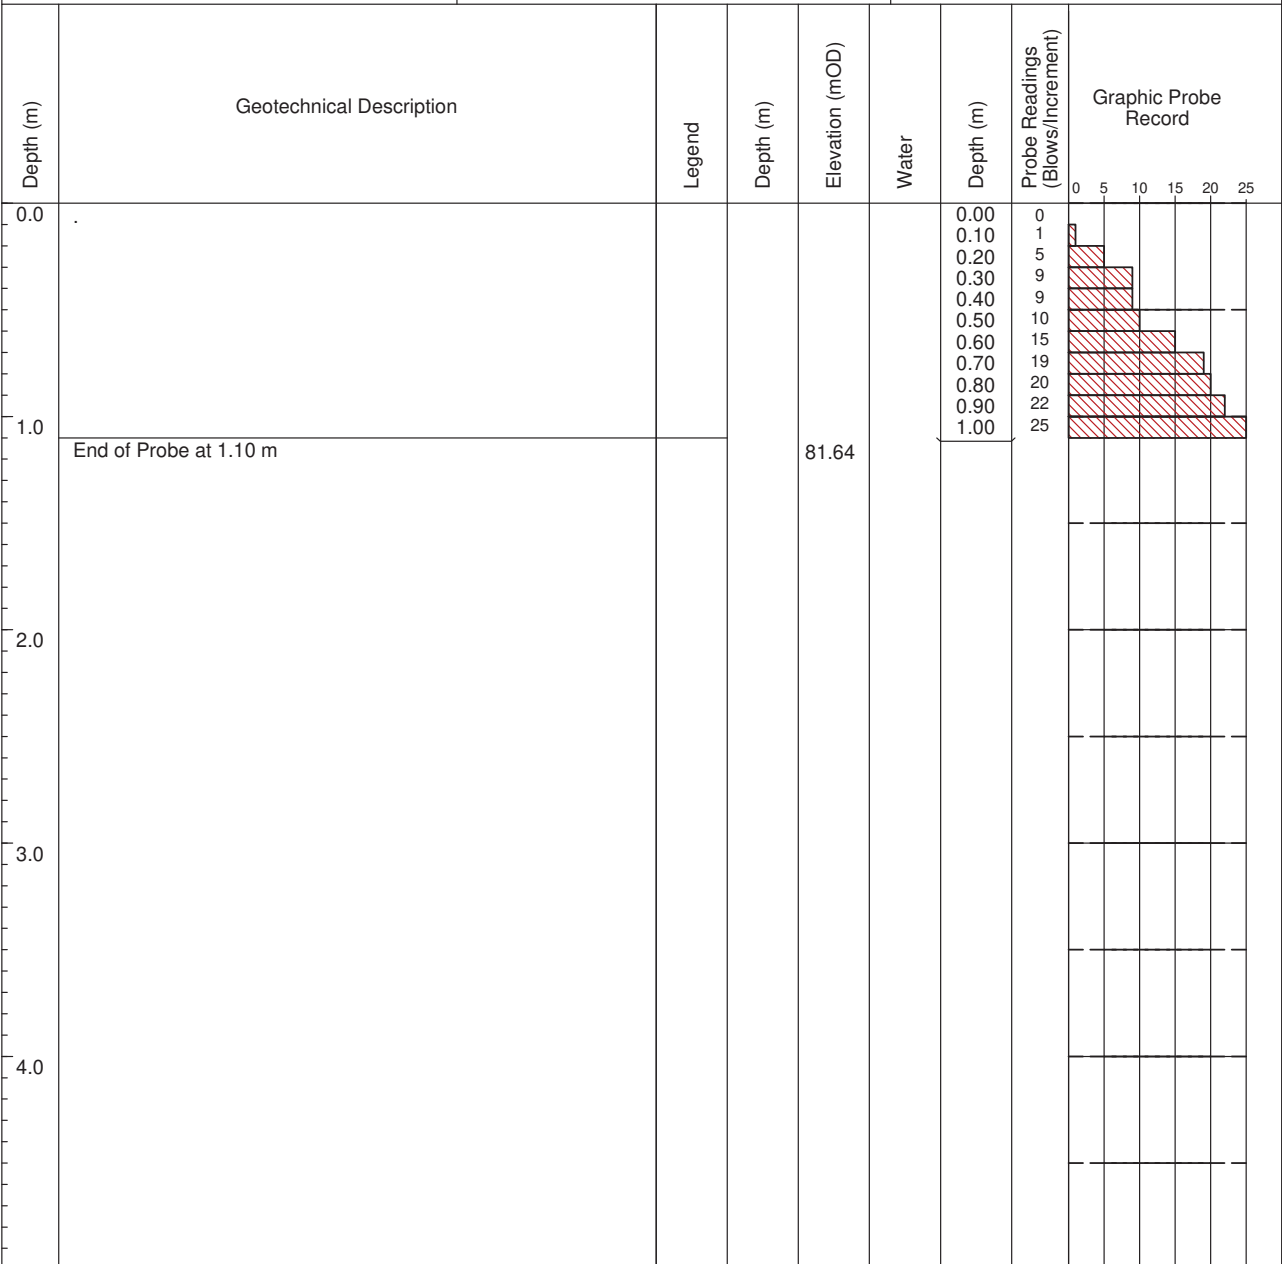 Depth (m)
Geotechnical Description
Legend
Depth (m)
Elevation (mOD)
Water
Depth (m)
Probe Readings
(Blows/Increment)
Graphic Probe
Record
0 5 10 15 20 25
0.0 . 0.00 0
0.10 1
0.20 5
0.30 9
0.40 9
0.50 10
0.60 15
0.70 19
0.80 20
0.90 22
1.0 1.00 25
End of Probe at 1.10 m 81.64
2.0
3.0
4.0